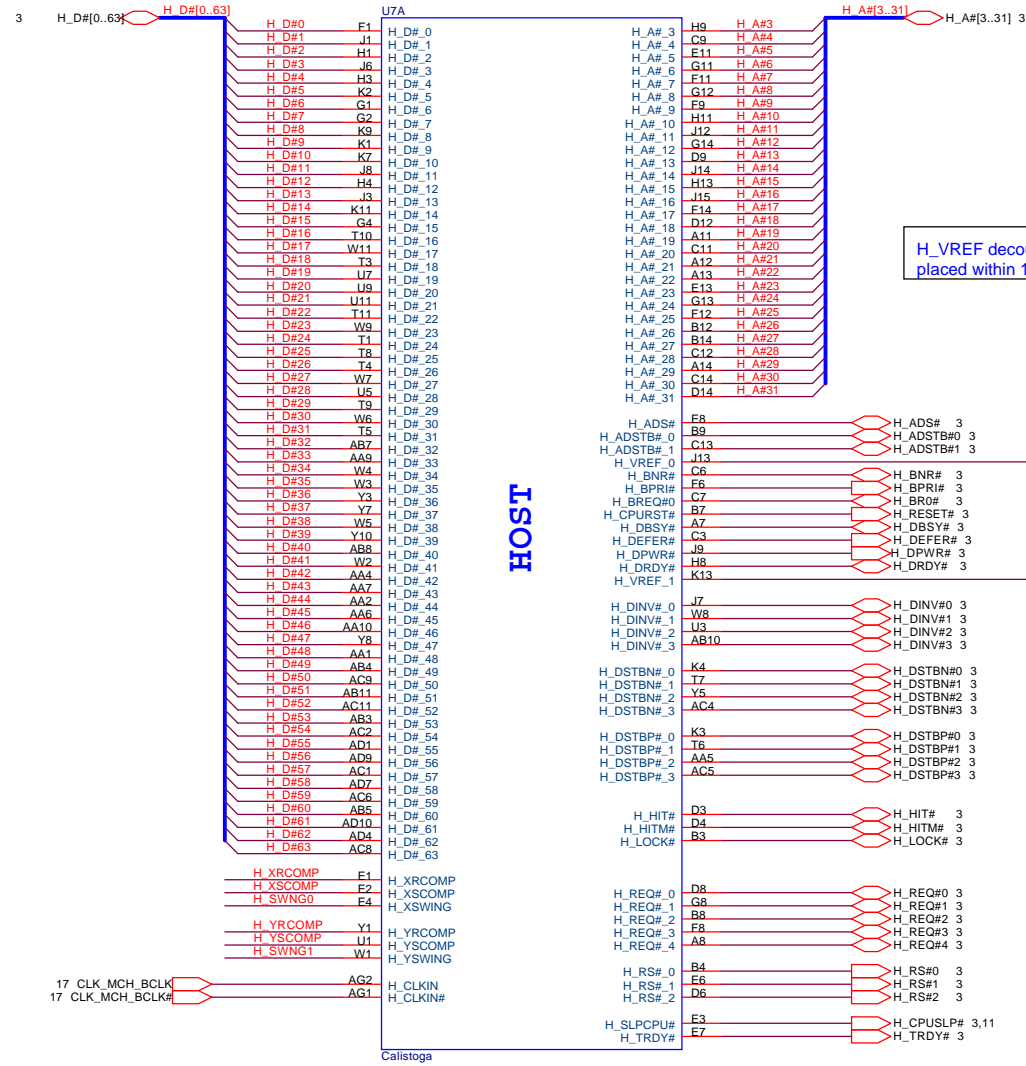 3 H_D#[0..63] H_D#[0..63] U7A H_A#[3..31] H_A#[3..31] 3
H_D#0 F1 H_D#_0 H_A#_3 H9 H_A#3
H_D#1 J1 H_D#_1 H_A#_4 C9 H_A#4
H_D#2 H1 H_D#_2 H_A#_5 E11 H_A#5
H_D#3 J6 H_D#_3 H_A#_6 G11 H_A#6
H_D#4 H3 H_D#_4 H_A#_7 F11 H_A#7
H_D#5 K2 H_D#_5 H_A#_8 G12 H_A#8
H_D#6 G1 H_D#_6 H_A#_9 F9 H_A#9
H_D#7 G2 H_D#_7 H_A#_10 H11 H_A#10
H_D#8 K9 H_D#_8 H_A#_11 J12 H_A#11
H_D#9 K1 H_D#_9 H_A#_12 G14 H_A#12
H_D#10 K7 H_D#_10 H_A#_13 D9 H_A#13
H_D#11 J8 H_D#_11 H_A#_14 J14 H_A#14
H_D#12 H4 H_D#_12 H_A#_15 H13 H_A#15
H_D#13 J3 H_D#_13 H_A#_16 J15 H_A#16
H_D#14 K11 H_D#_14 H_A#_17 F14 H_A#17
H_D#15 G4 H_D#_15 H_A#_18 D12 H_A#18
H_D#16 T10 H_D#_16 H_A#_19 A11 H_A#19
H_D#17 W11 H_D#_17 H_A#_20 C11 H_A#20
H_D#18 T3 H_D#_18 H_A#_21 A12 H_A#21
H_D#19 U7 H_D#_19 H_A#_22 A13 H_A#22
H_D#20 U9 H_D#_20 H_A#_23 E13 H_A#23
H_D#21 U11 H_D#_21 H_A#_24 G13 H_A#24
H_D#22 T11 H_D#_22 H_A#_25 F12 H_A#25
H_D#23 W9 H_D#_23 H_A#_26 B12 H_A#26
H_D#24 T1 H_D#_24 H_A#_27 B14 H_A#27
H_D#25 T8 H_D#_25 H_A#_28 C12 H_A#28
H_D#26 T4 H_D#_26 H_A#_29 A14 H_A#29
H_D#27 W7 H_D#_27 H_A#_30 C14 H_A#30
H_D#28 U5 H_D#_28 H_A#_31 D14 H_A#31
H_VREF decou
placed within 1
H_D#29 T9 H_D#_29
H_D#30 W6 H_D#_30 H_ADS# E8 H_ADS# 3
H_D#31 T5 H_D#_31 H_ADSTB#_0 B9 H_ADSTB#0 3
H_D#32 AB7 H_D#_32 H_ADSTB#_1 C13 H_ADSTB#1 3
H_D#33 AA9 H_D#_33 H_VREF_0 J13
H_D#34 W4 H_D#_34 H_BNR# C6 H_BNR# 3
H_D#35 W3 H_D#_35 H_BPRI# F6 H_BPRI# 3
H_D#36 Y3 H_D#_36 H_BREQ#0 C7 H_BR0# 3
H_D#37 Y7 H_D#_37 H_CPURST# B7 H_RESET# 3
H_D#38 W5 H_D#_38 H_DBSY# A7 H_DBSY# 3
H_D#39 Y10 H_D#_39 H_DEFER# C3 H_DEFER# 3
H_D#40 AB8 H_D#_40 H_DPWR# J9 H_DPWR# 3
H_D#41 W2 H_D#_41 H_DRDY# H8 H_DRDY# 3
H_D#42 AA4 H_D#_42 H_VREF_1 K13
HOST
H_D#43 AA7 H_D#_43
H_D#44 AA2 H_D#_44 H_DINV#_0 J7 H_DINV#0 3
H_D#45 AA6 H_D#_45 H_DINV#_1 W8 H_DINV#1 3
H_D#46 AA10 H_D#_46 H_DINV#_2 U3 H_DINV#2 3
H_D#47 Y8 H_D#_47 H_DINV#_3 AB10 H_DINV#3 3
H_D#48 AA1 H_D#_48
H_D#49 AB4 H_D#_49 H_DSTBN#_0 K4 H_DSTBN#0 3
H_D#50 AC9 H_D#_50 H_DSTBN#_1 T7 H_DSTBN#1 3
H_D#51 AB11 H_D#_51 H_DSTBN#_2 Y5 H_DSTBN#2 3
H_D#52 AC11 H_D#_52 H_DSTBN#_3 AC4 H_DSTBN#3 3
H_D#53 AB3 H_D#_53
H_D#54 AC2 H_D#_54 H_DSTBP#_0 K3 H_DSTBP#0 3
H_D#55 AD1 H_D#_55 H_DSTBP#_1 T6 H_DSTBP#1 3
H_D#56 AD9 H_D#_56 H_DSTBP#_2 AA5 H_DSTBP#2 3
H_D#57 AC1 H_D#_57 H_DSTBP#_3 AC5 H_DSTBP#3 3
H_D#58 AD7 H_D#_58
H_D#59 AC6 H_D#_59
H_D#60 AB5 H_D#_60 H_HIT# D3 H_HIT# 3
H_D#61 AD10 H_D#_61 H_HITM# D4 H_HITM# 3
H_D#62 AD4 H_D#_62 H_LOCK# B3 H_LOCK# 3
H_D#63 AC8 H_D#_63
H_XRCOMP E1 H_XRCOMP
H_XSCOMP E2 H_XSCOMP H_REQ#_0 D8 H_REQ#0 3
H_SWNG0 E4 H_XSWING H_REQ#_1 G8 H_REQ#1 3
H_REQ#_2 B8 H_REQ#2 3
H_YRCOMP Y1 H_YRCOMP H_REQ#_3 F8 H_REQ#3 3
H_YSCOMP U1 H_YSCOMP H_REQ#_4 A8 H_REQ#4 3
H_SWNG1 W1 H_YSWING
H_RS#_0 B4 H_RS#0 3
17 CLK_MCH_BCLK AG2 H_CLKIN H_RS#_1 E6 H_RS#1 3
17 CLK_MCH_BCLK# AG1 H_CLKIN# H_RS#_2 D6 H_RS#2 3
H_SLPCPU# E3 H_CPUSLP# 3,11
H_TRDY# E7 H_TRDY# 3
Calistoga